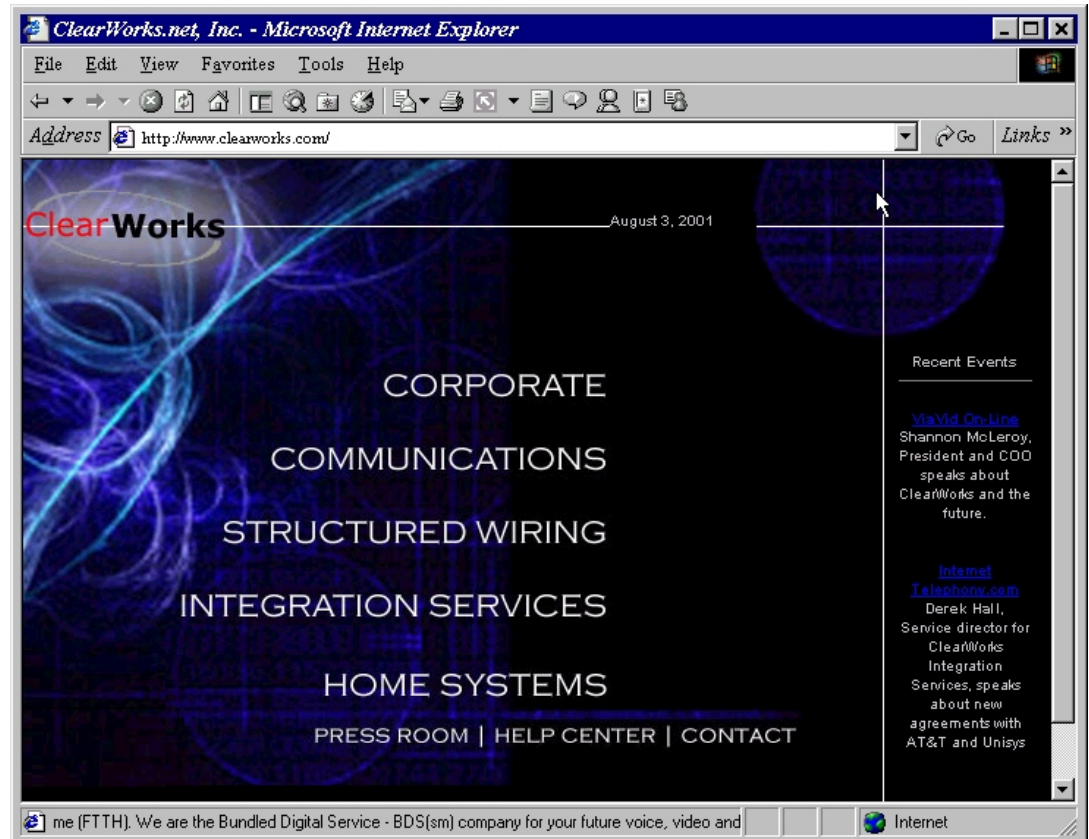 ClearWorks.net, Inc. - Microsoft Internet Explorer
File Edit View Favorites Tools Help
Address http://www.clearworks.com/ Go Links »
ClearWorks
August 3, 2001
CORPORATE
COMMUNICATIONS
STRUCTURED WIRING
INTEGRATION SERVICES
HOME SYSTEMS
PRESS ROOM | HELP CENTER | CONTACT
Recent Events
ViaVid On-Line
Shannon McLeroy,
President and COO
speaks about
ClearWorks and the
future.
Internet
Telephony.com
Derek Hall,
Service director for
ClearWorks
Integration
Services, speaks
about new
agreements with
AT&T and Unisys
me (FTTH). We are the Bundled Digital Service - BDS(sm) company for your future voice, video and
Internet